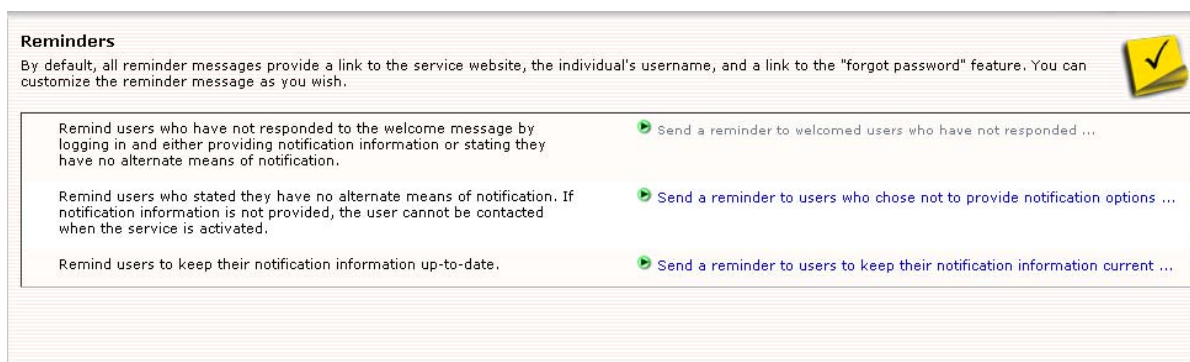 Reminders
By default, all reminder messages provide a link to the service website, the individual's username, and a link to the "forgot password" feature. You can
customize the reminder message as you wish.
Remind users who have not responded to the welcome message by
logging in and either providing notification information or stating they
have no alternate means of notification.
Send a reminder to welcomed users who have not responded ...
Remind users who stated they have no alternate means of notification. If
notification information is not provided, the user cannot be contacted
when the service is activated.
Send a reminder to users who chose not to provide notification options ...
Remind users to keep their notification information up-to-date.
Send a reminder to users to keep their notification information current ...